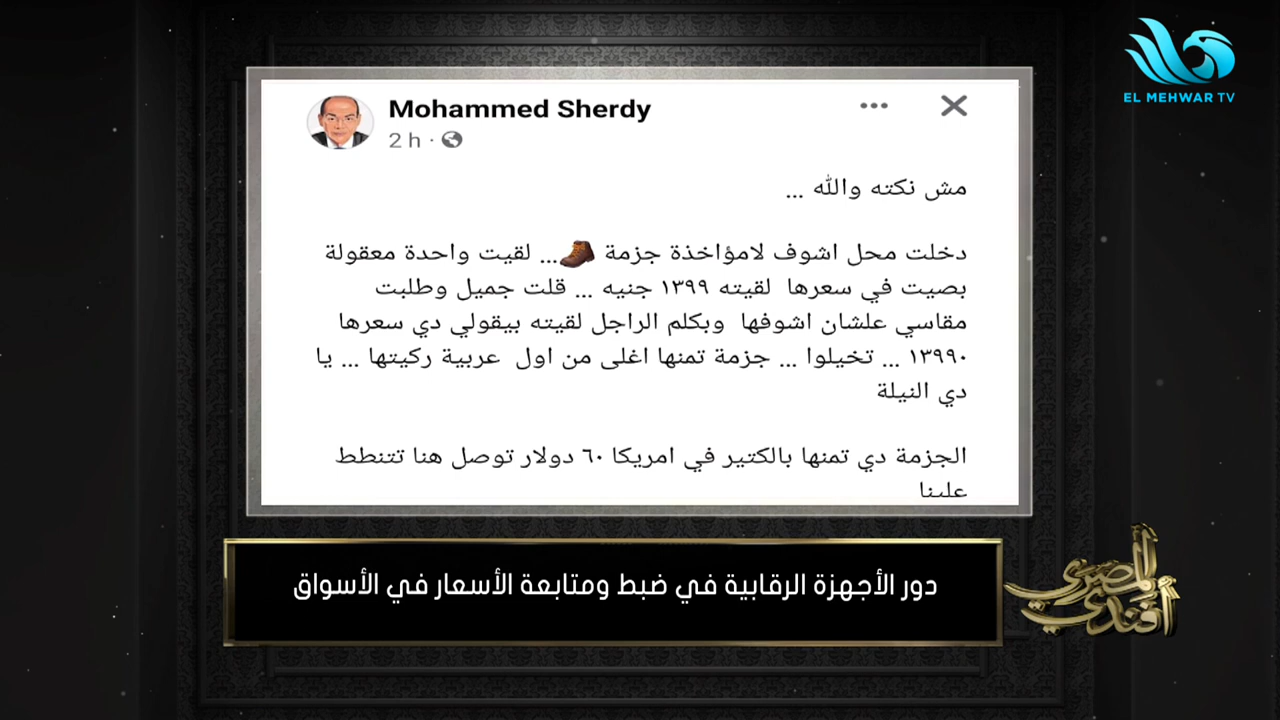 EL MEHWAR TV
Mohammed Sherdy
2 h ·
مش نكته والله ...
دخلت محل اشوف لامؤاخذة جزمة 🥾... لقيت واحدة معقولة
بصيت في سعرها لقيته ١٣٩٩ جنيه ... قلت جميل وطلبت
مقاسي علشان اشوفها وبكلم الراجل لقيته بيقولي دي سعرها
١٣٩٩٠ ... تخيلوا ... جزمة تمنها اغلى من اول عربية ركيتها ... يا
دي النيلة
الجزمة دي تمنها بالكتير في امريكا ٦٠ دولار توصل هنا تتنطط
علينا
دور الأجهزة الرقابية في ضبط ومتابعة الأسعار في الأسواق
المصري
أفندي